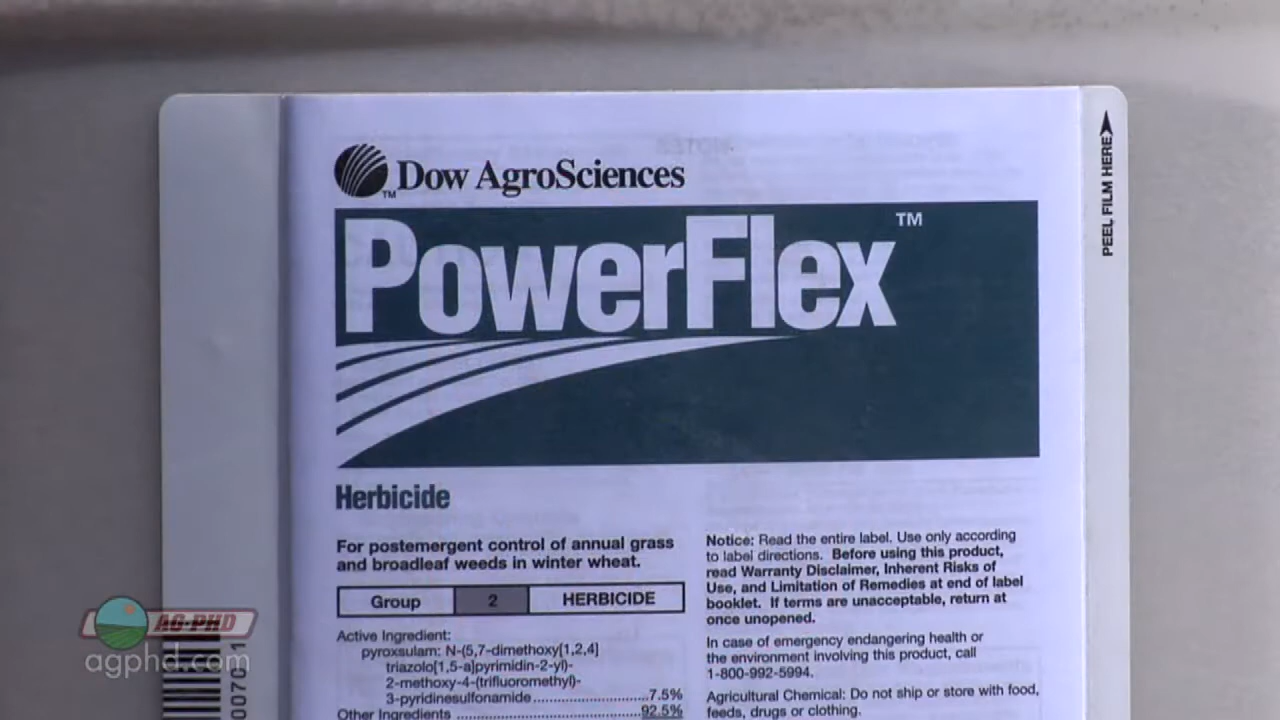 Dow AgroSciences
TM
PowerFlex™
Herbicide
For postemergent control of annual grass
and broadleaf weeds in winter wheat.
Group 2 HERBICIDE
Active Ingredient:
pyroxsulam: N-(5,7-dimethoxy[1,2,4]
triazolo[1,5-a]pyrimidin-2-yl)-
2-methoxy-4-(trifluoromethyl)-
3-pyridinesulfonamide ........................7.5%
Other Ingredients ....................................92.5%
Notice: Read the entire label. Use only according
to label directions. Before using this product,
read Warranty Disclaimer, Inherent Risks of
Use, and Limitation of Remedies at end of label
booklet. If terms are unacceptable, return at
once unopened.
In case of emergency endangering health or
the environment involving this product, call
1-800-992-5994.
Agricultural Chemical: Do not ship or store with food,
feeds, drugs or clothing.
PEEL FILM HERE
AG-PHD
agphd.com